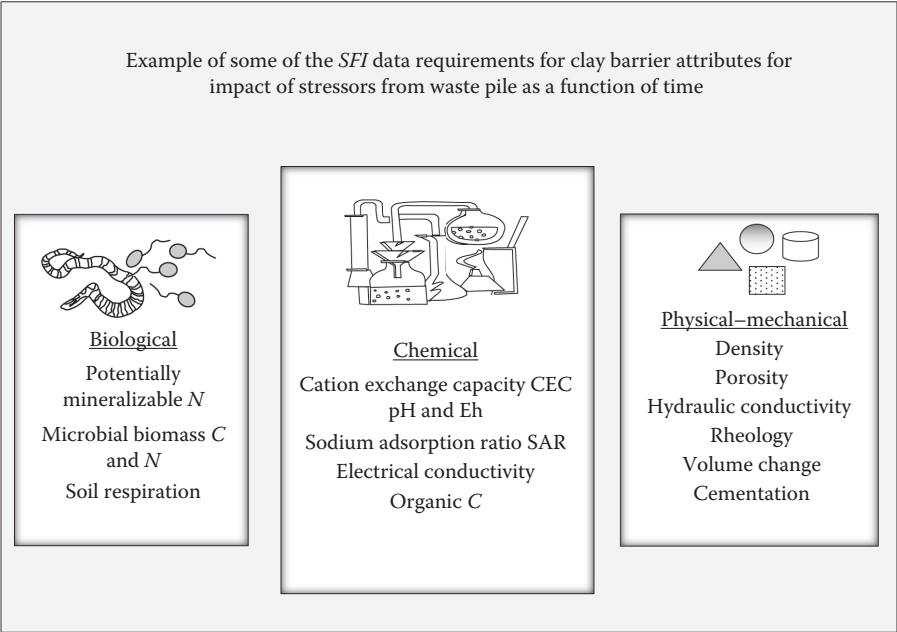 Example of some of the SFI data requirements for clay barrier attributes for
impact of stressors from waste pile as a function of time
Biological
Potentially
mineralizable N
Microbial biomass C
and N
Soil respiration
Chemical
Cation exchange capacity CEC
pH and Eh
Sodium adsorption ratio SAR
Electrical conductivity
Organic C
Physical–mechanical
Density
Porosity
Hydraulic conductivity
Rheology
Volume change
Cementation